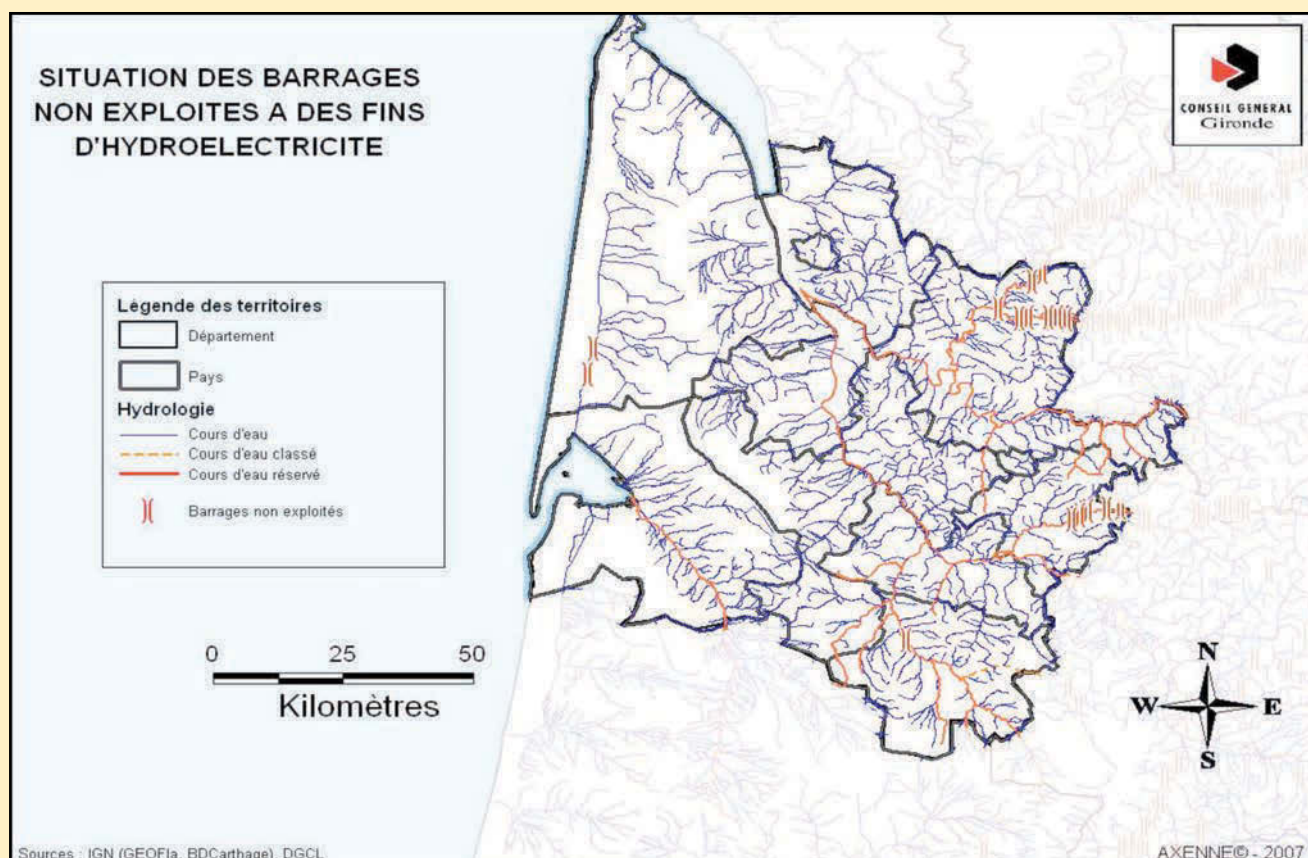 SITUATION DES BARRAGES
NON EXPLOITES A DES FINS
D'HYDROELECTRICITE
CONSEIL GENERAL
Gironde
Légende des territoires
Département
Pays
Hydrologie
Cours d'eau
Cours d'eau classé
Cours d'eau réservé
Barrages non exploités
0 25 50
Kilomètres
N
W E
S
Sources : IGN (GEOFla, BDCarthage), DGCL
AXENNE© - 2007